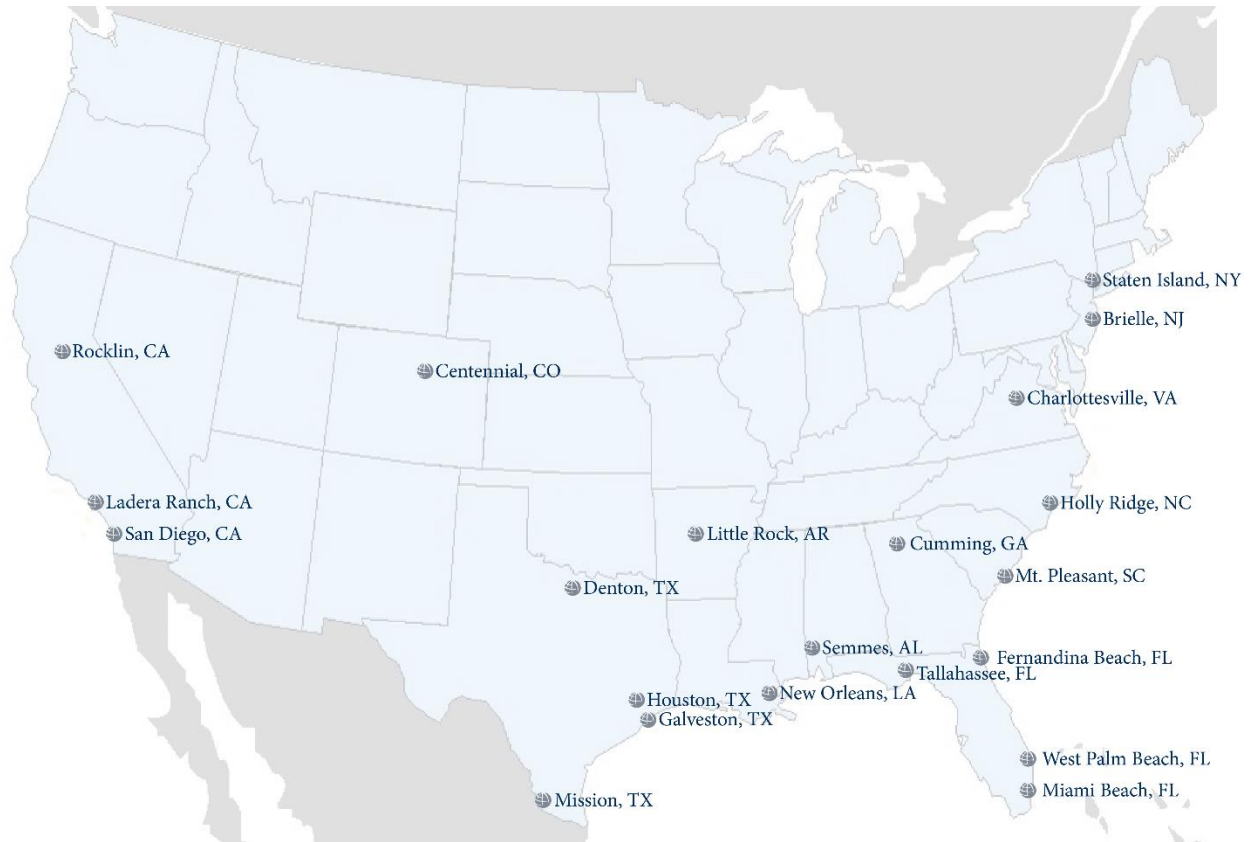 Staten Island, NY
Brielle, NJ
Rocklin, CA
Centennial, CO
Charlottesville, VA
Ladera Ranch, CA
Holly Ridge, NC
San Diego, CA
Little Rock, AR
Cumming, GA
Mt. Pleasant, SC
Denton, TX
Semmes, AL
Fernandina Beach, FL
Tallahassee, FL
New Orleans, LA
Houston, TX
Galveston, TX
West Palm Beach, FL
Miami Beach, FL
Mission, TX